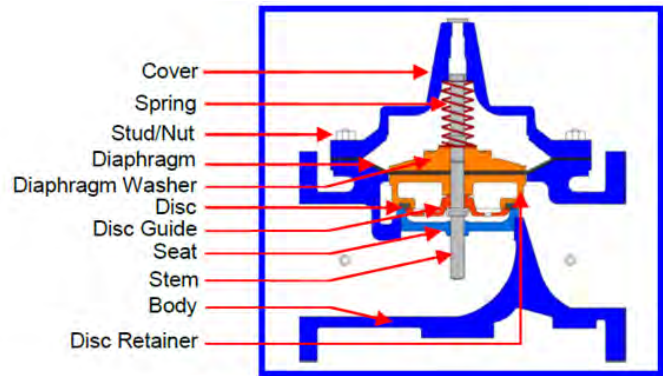 Cover
Spring
Stud/Nut
Diaphragm
Diaphragm Washer
Disc
Disc Guide
Seat
Stem
Body
Disc Retainer